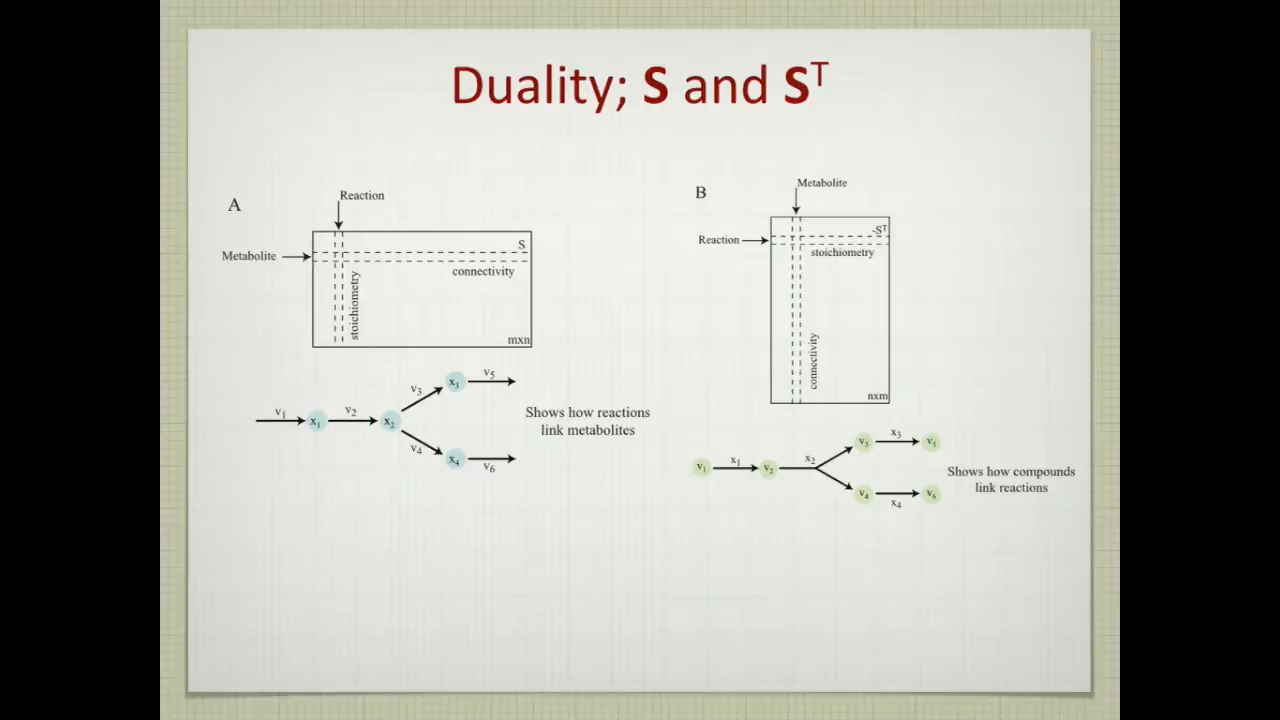 Duality; S and Sᵀ
A
Reaction
Metabolite
S
connectivity
stoichiometry
mxn
v₁
x₁
v₂
x₂
v₃
x₃
v₅
v₄
x₄
v₆
Shows how reactions
link metabolites
B
Metabolite
Reaction
-Sᵀ
stoichiometry
connectivity
nxm
v₁
x₁
v₂
x₂
v₃
x₃
v₅
v₄
x₄
v₆
Shows how compounds
link reactions